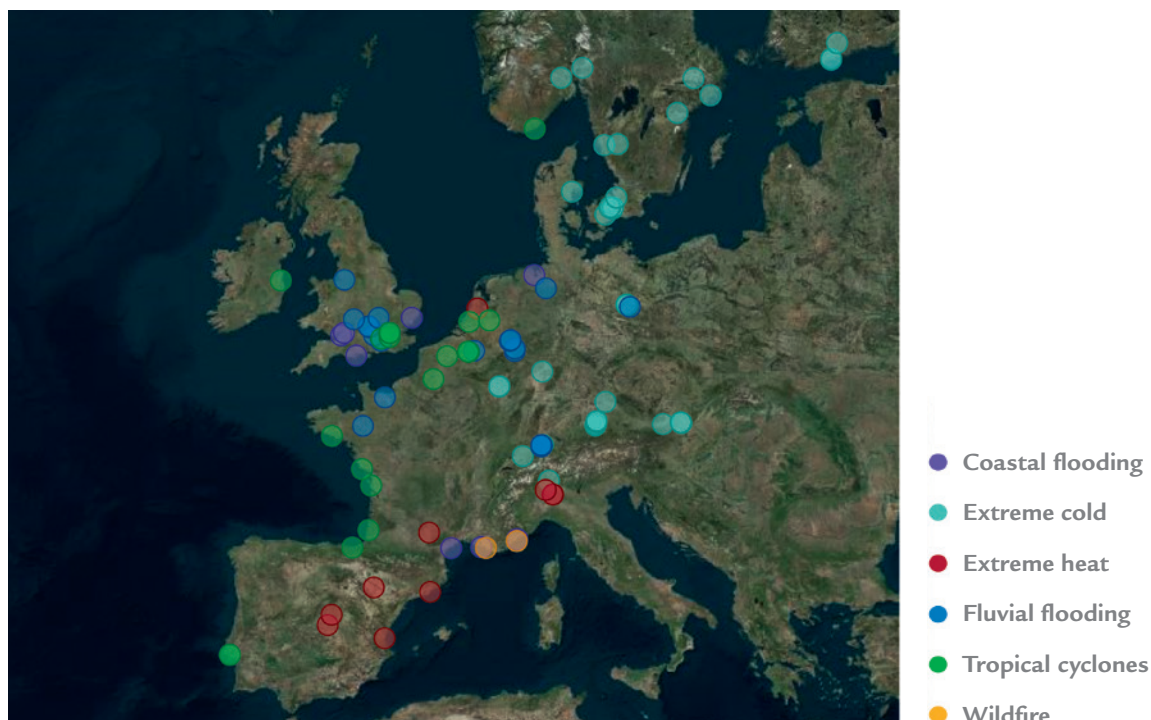 Coastal flooding
Extreme cold
Extreme heat
Fluvial flooding
Tropical cyclones
Wildfire